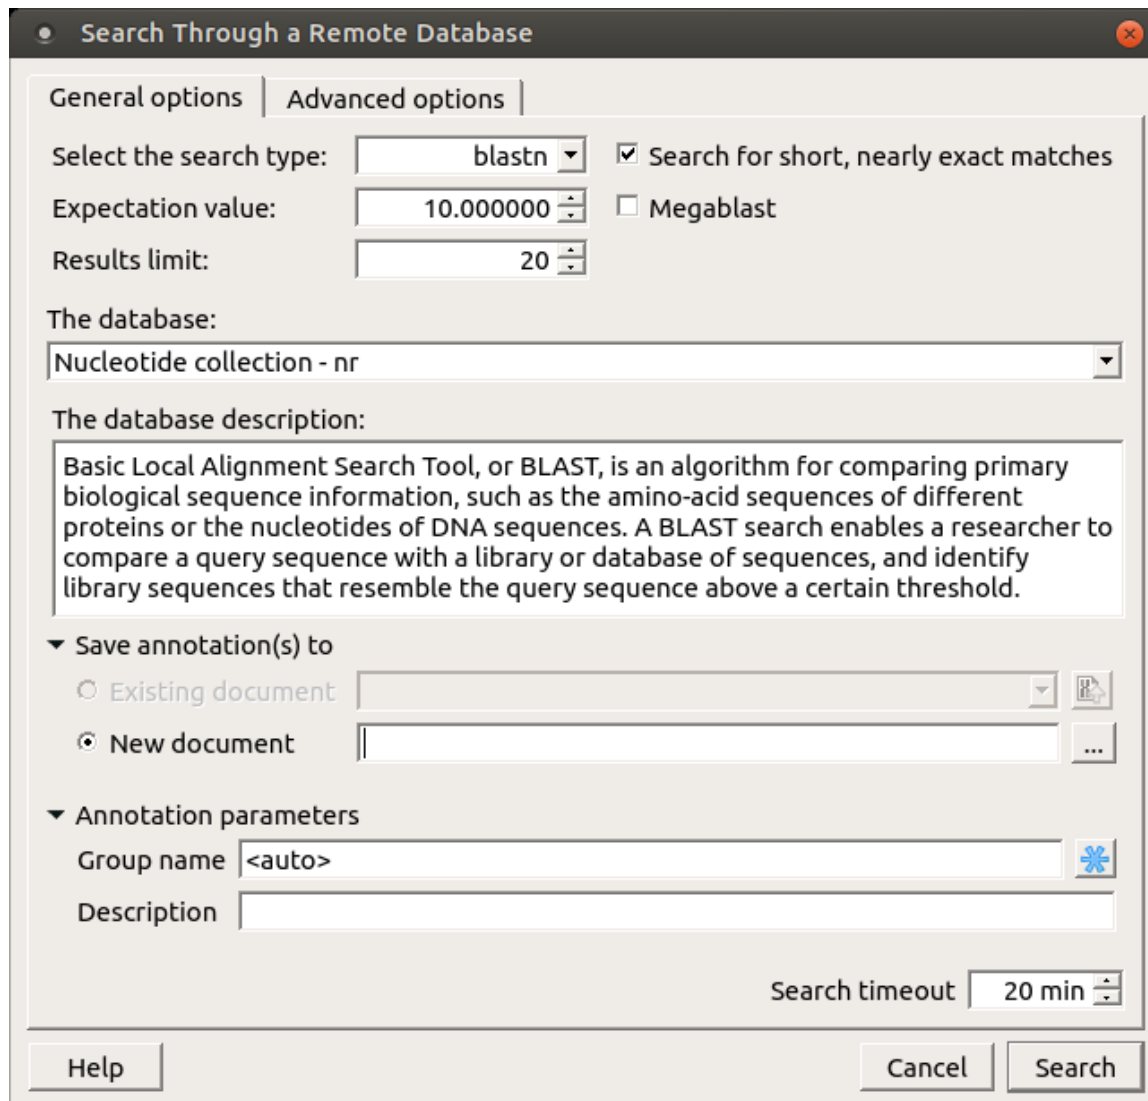 Search Through a Remote Database
General options Advanced options
Select the search type: blastn Search for short, nearly exact matches
Expectation value: 10.000000 Megablast
Results limit: 20
The database:
Nucleotide collection - nr
The database description:
Basic Local Alignment Search Tool, or BLAST, is an algorithm for comparing primary
biological sequence information, such as the amino-acid sequences of different
proteins or the nucleotides of DNA sequences. A BLAST search enables a researcher to
compare a query sequence with a library or database of sequences, and identify
library sequences that resemble the query sequence above a certain threshold.
Save annotation(s) to
Existing document
New document ...
Annotation parameters
Group name <auto>
Description
Search timeout 20 min
Help Cancel Search